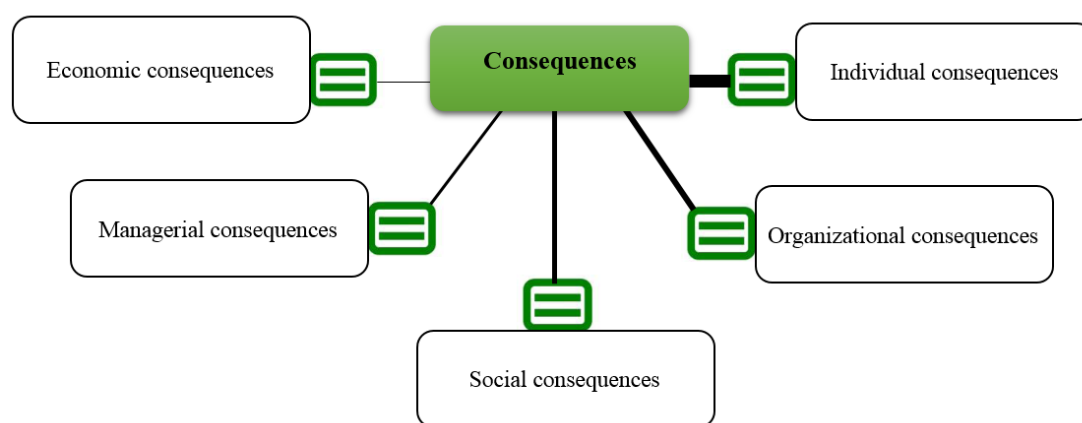 Consequences
Economic consequences
Individual consequences
Managerial consequences
Organizational consequences
Social consequences